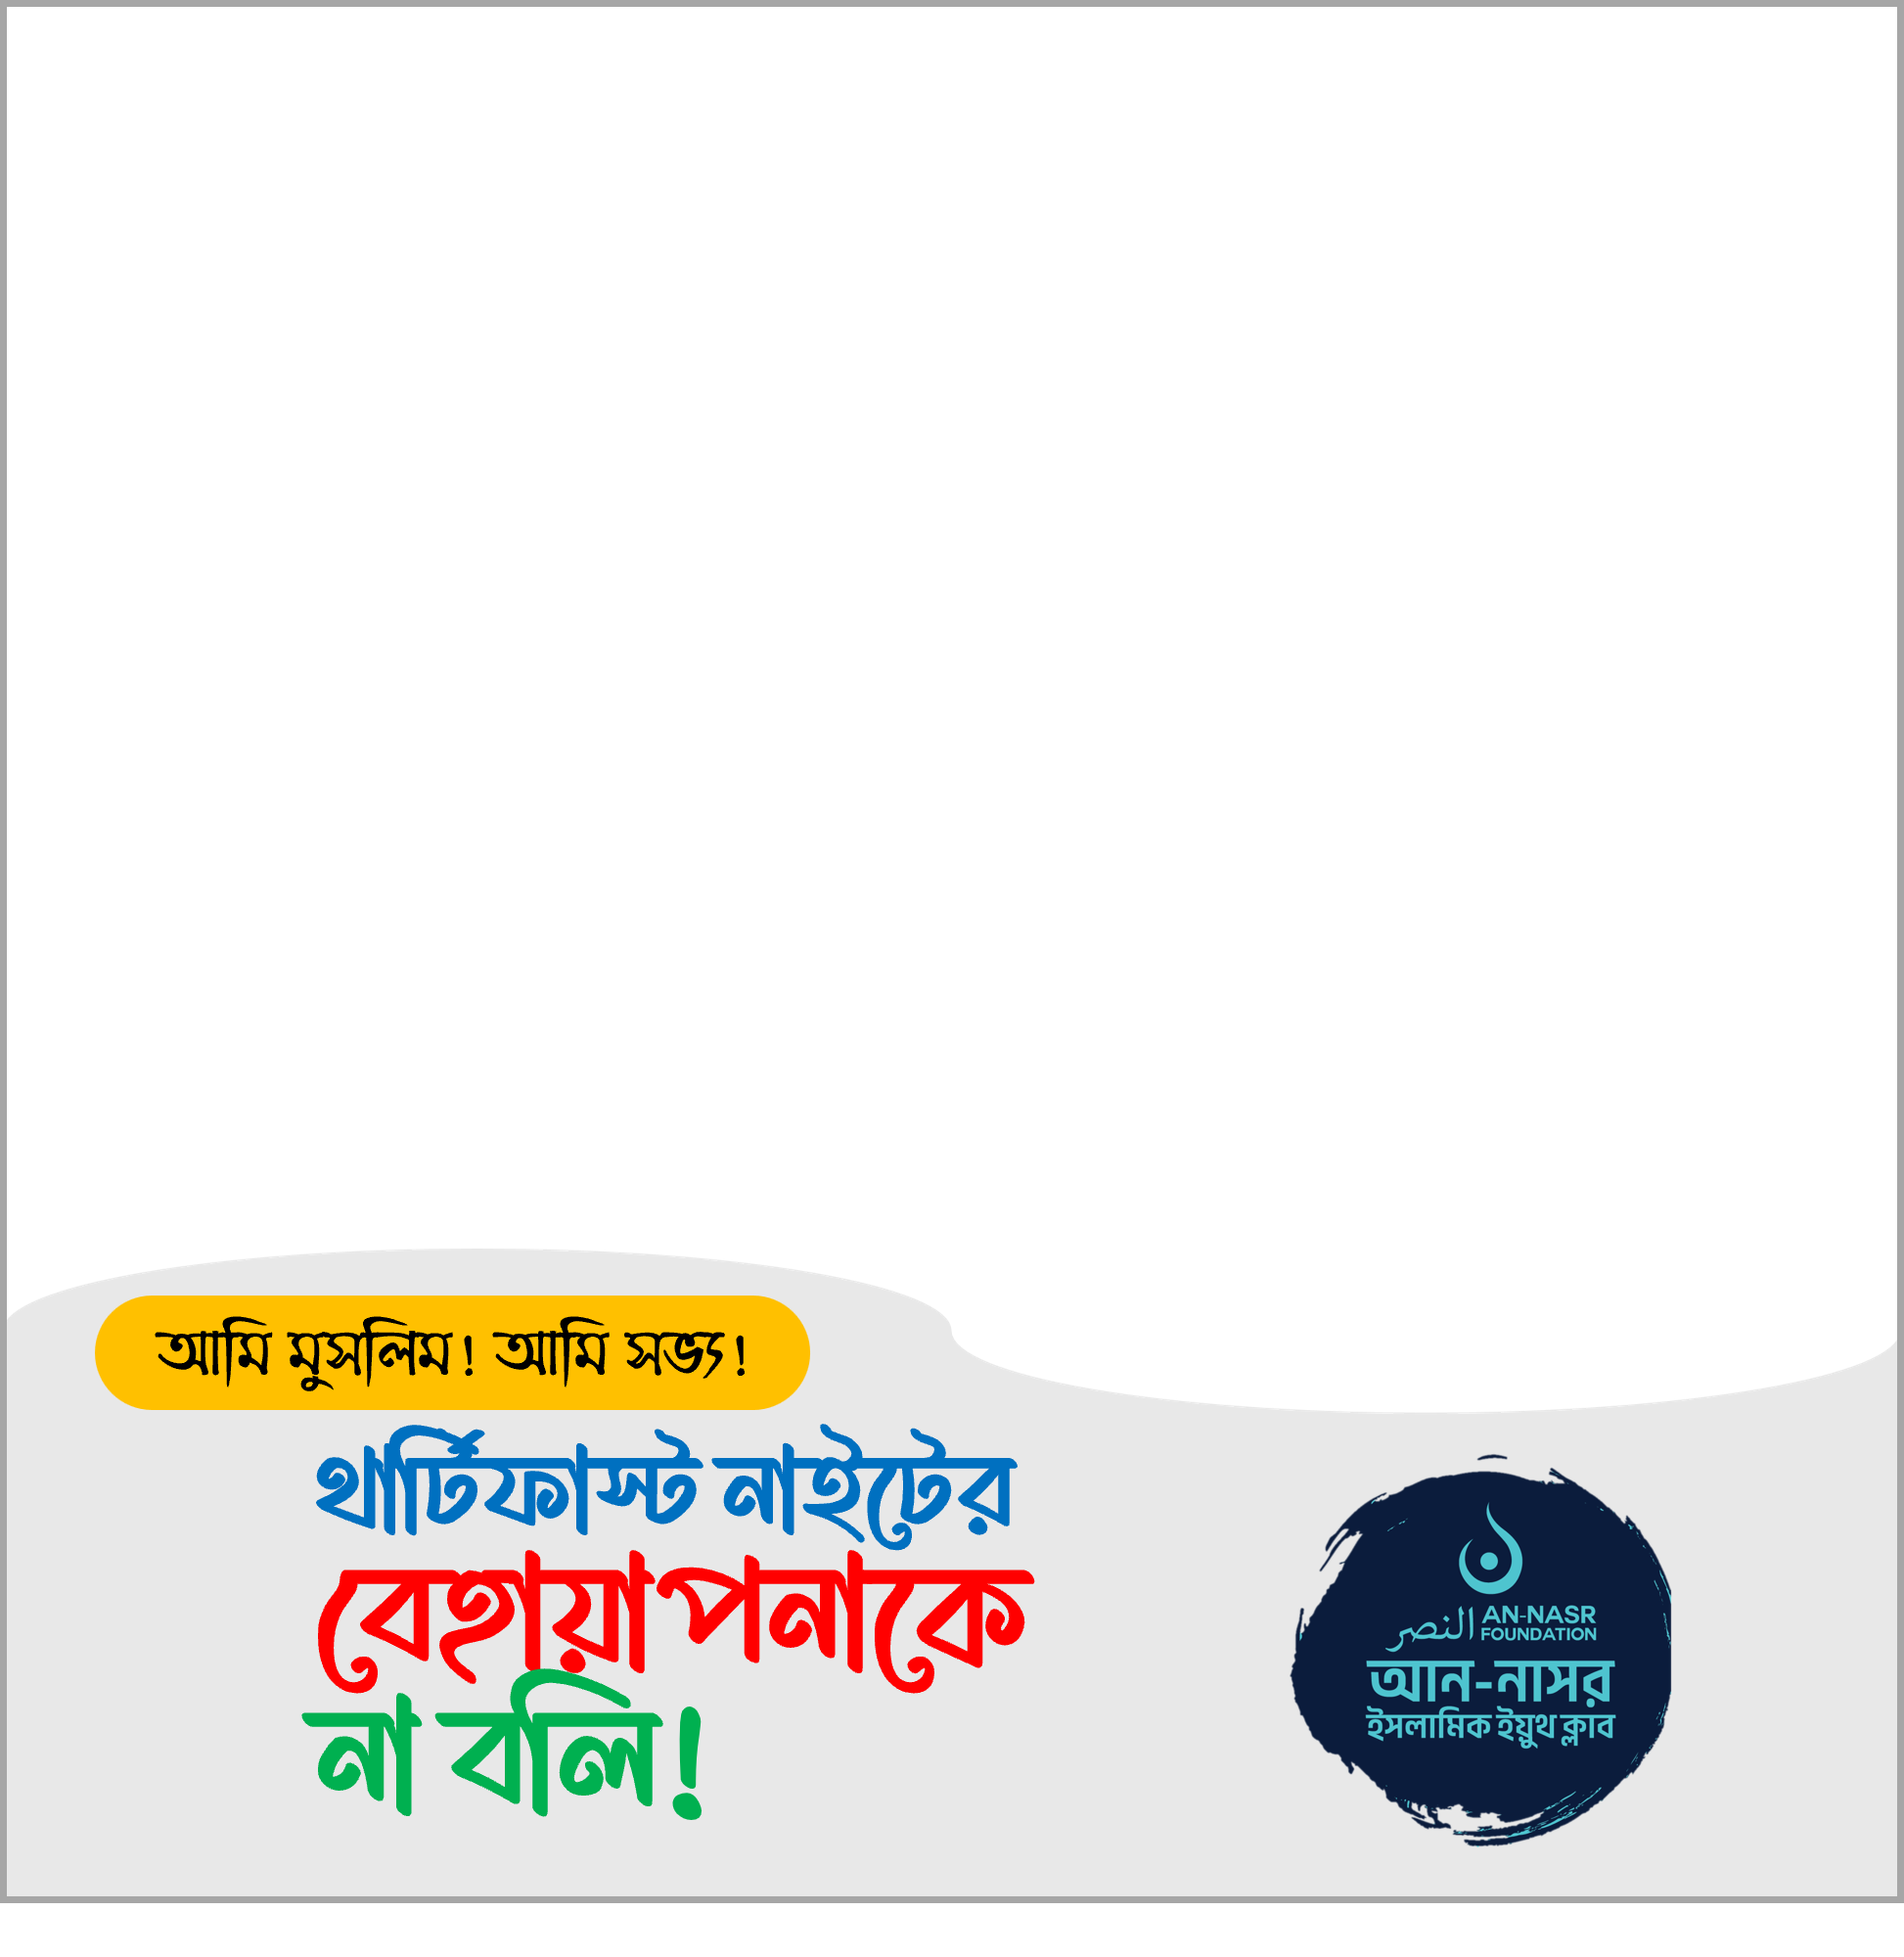 আমি মুসলিম! আমি সভ্য!
থার্টিফাস্ট নাইটের
বেহায়াপনাকে
না বলি!
النصر AN-NASR
FOUNDATION
আন-নাসর
ইসলামিক ইয়ুথ ক্লাব